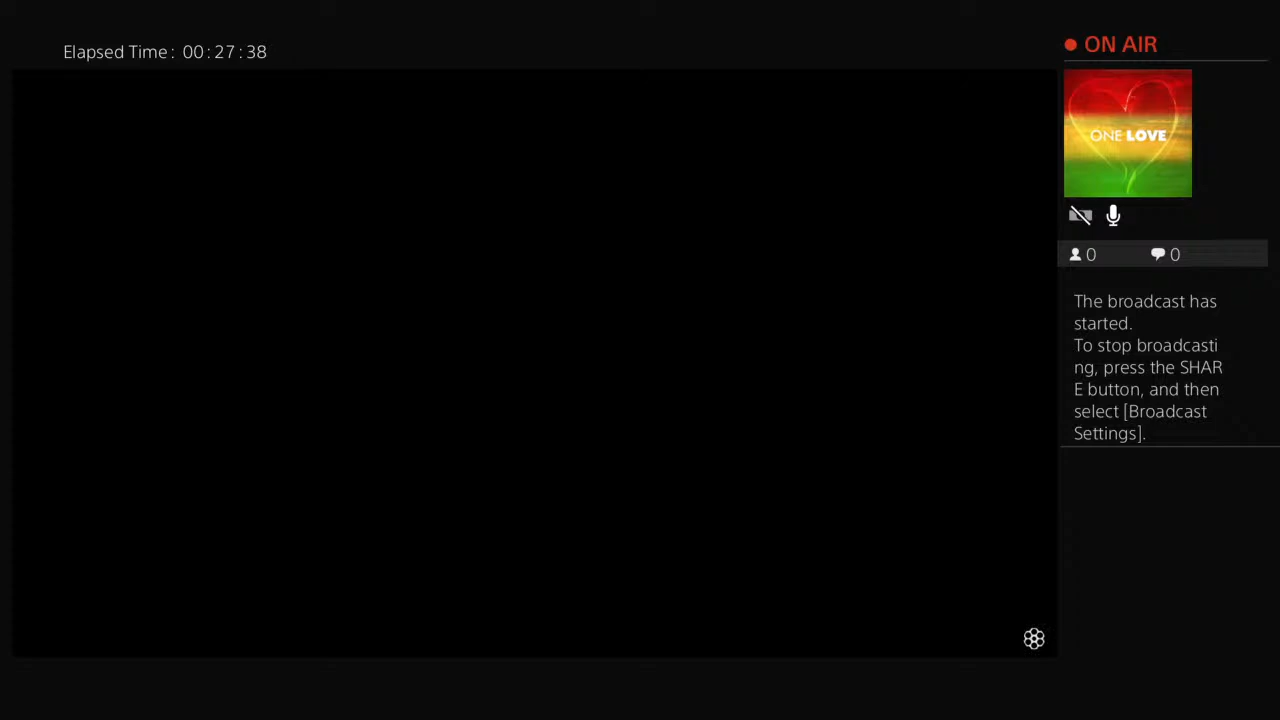 Elapsed Time: 00:27:38
ON AIR
ONE LOVE
0 0
The broadcast has
started.
To stop broadcasti
ng, press the SHAR
E button, and then
select [Broadcast
Settings].